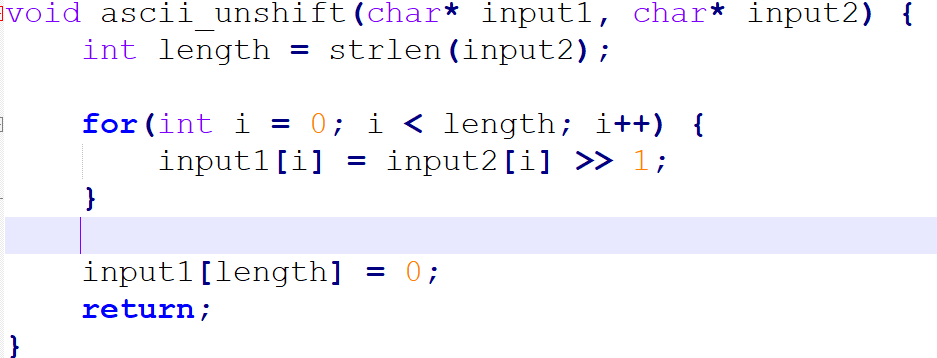 void ascii_unshift(char* input1, char* input2) {
    int length = strlen(input2);
    for(int i = 0; i < length; i++) {
        input1[i] = input2[i] >> 1;
    }
    input1[length] = 0;
    return;
}